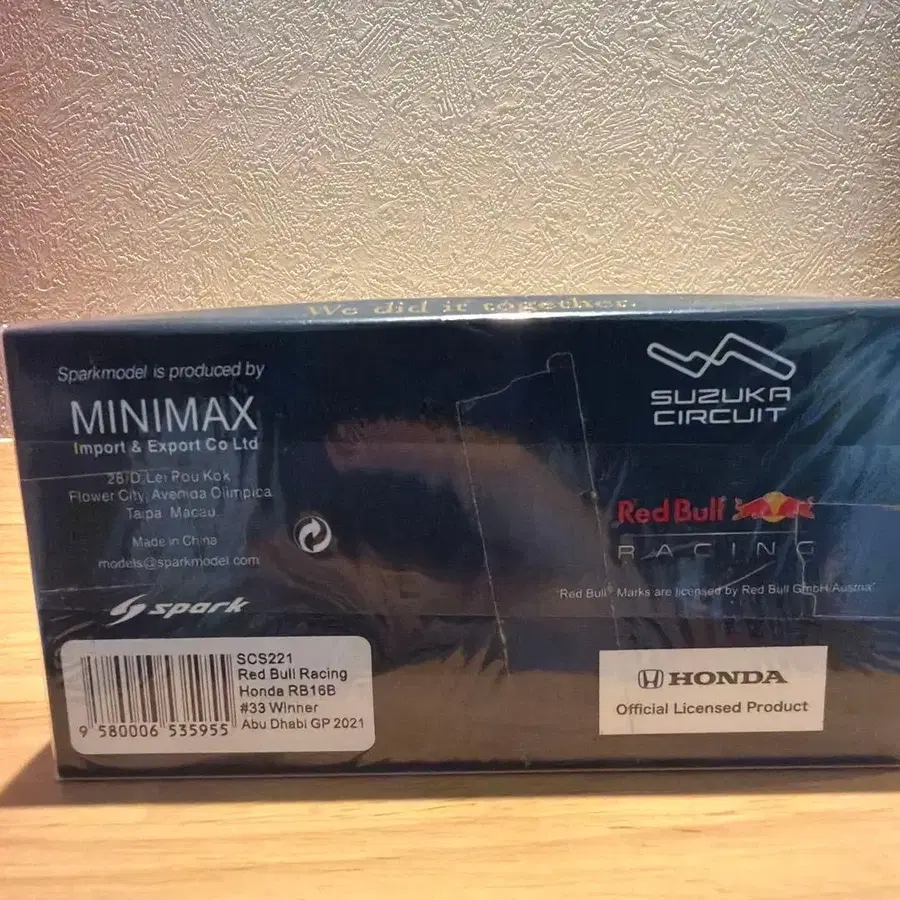 We did it together.
Sparkmodel is produced by
MINIMAX
Import & Export Co Ltd
28/D, Lei Pou Kok
Flower City, Avenida Olimpica
Taipa, Macau.
Made in China
models@sparkmodel.com
spark
SCS221
Red Bull Racing
Honda RB16B
#33 Winner
Abu Dhabi GP 2021
9 580006 535955
SUZUKA
CIRCUIT
Red Bull
RACING
"Red Bull® Marks are licensed by Red Bull GmbH/Austria"
HONDA
Official Licensed Product